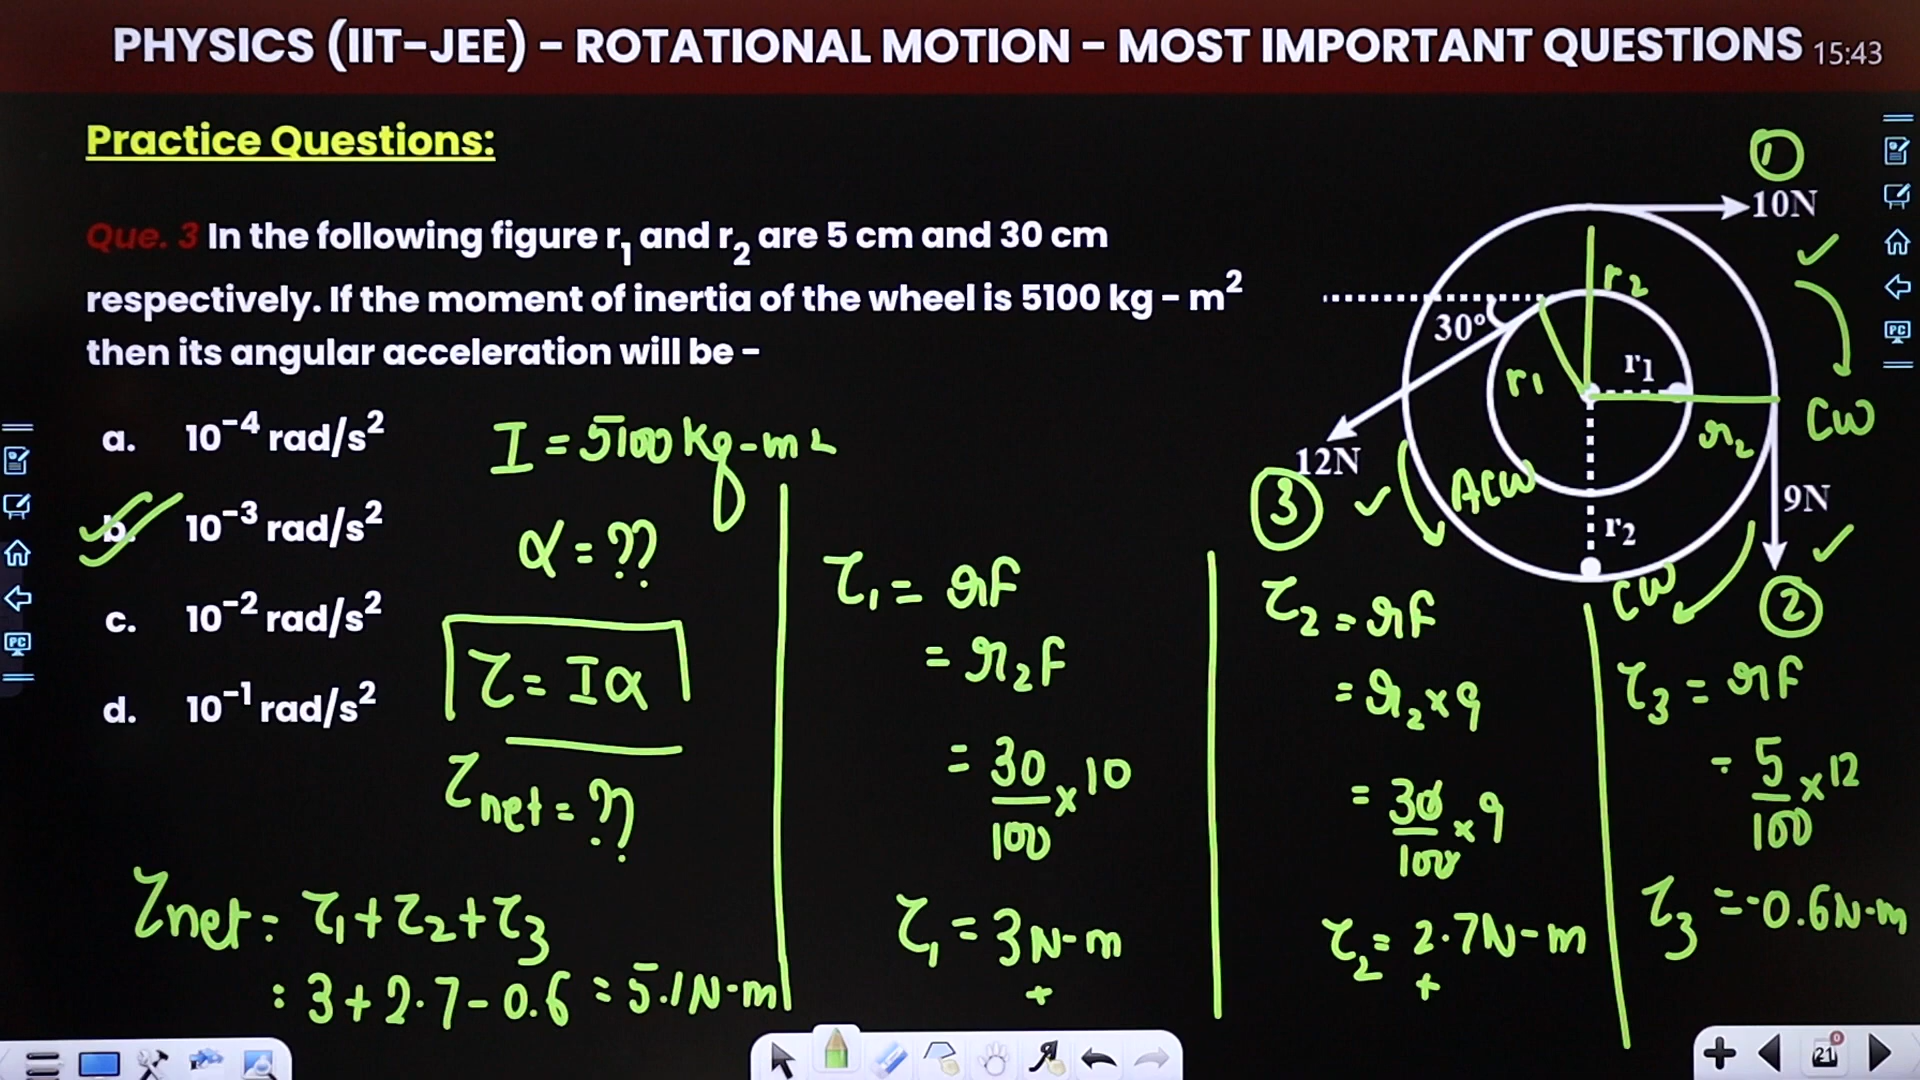 PHYSICS (IIT-JEE) - ROTATIONAL MOTION - MOST IMPORTANT QUESTIONS 15:43
Practice Questions:
Que. 3 In the following figure r₁ and r₂ are 5 cm and 30 cm
respectively. If the moment of inertia of the wheel is 5100 kg - m²
then its angular acceleration will be -
a. 10⁻⁴ rad/s²
b. 10⁻³ rad/s²
c. 10⁻² rad/s²
d. 10⁻¹ rad/s²
I = 5100 kg-m²
α = ??
τ = Iα
τnet = ??
τnet = τ₁ + τ₂ + τ₃
= 3 + 2.7 - 0.6 = 5.1 N-m
τ₁ = rF
= r₂F
= 30/100 × 10
τ₁ = 3 N-m
+
τ₂ = rF
= r₂ × 9
= 30/100 × 9
τ₂ = 2.7 N-m
+
τ₃ = rF
= 5/100 × 12
τ₃ = -0.6 N-m
1
10N
r₂
30°
r₁
r₁
r₂
CW
12N
3
ACW
9N
r₂
CW
2
PC
PC
21
0